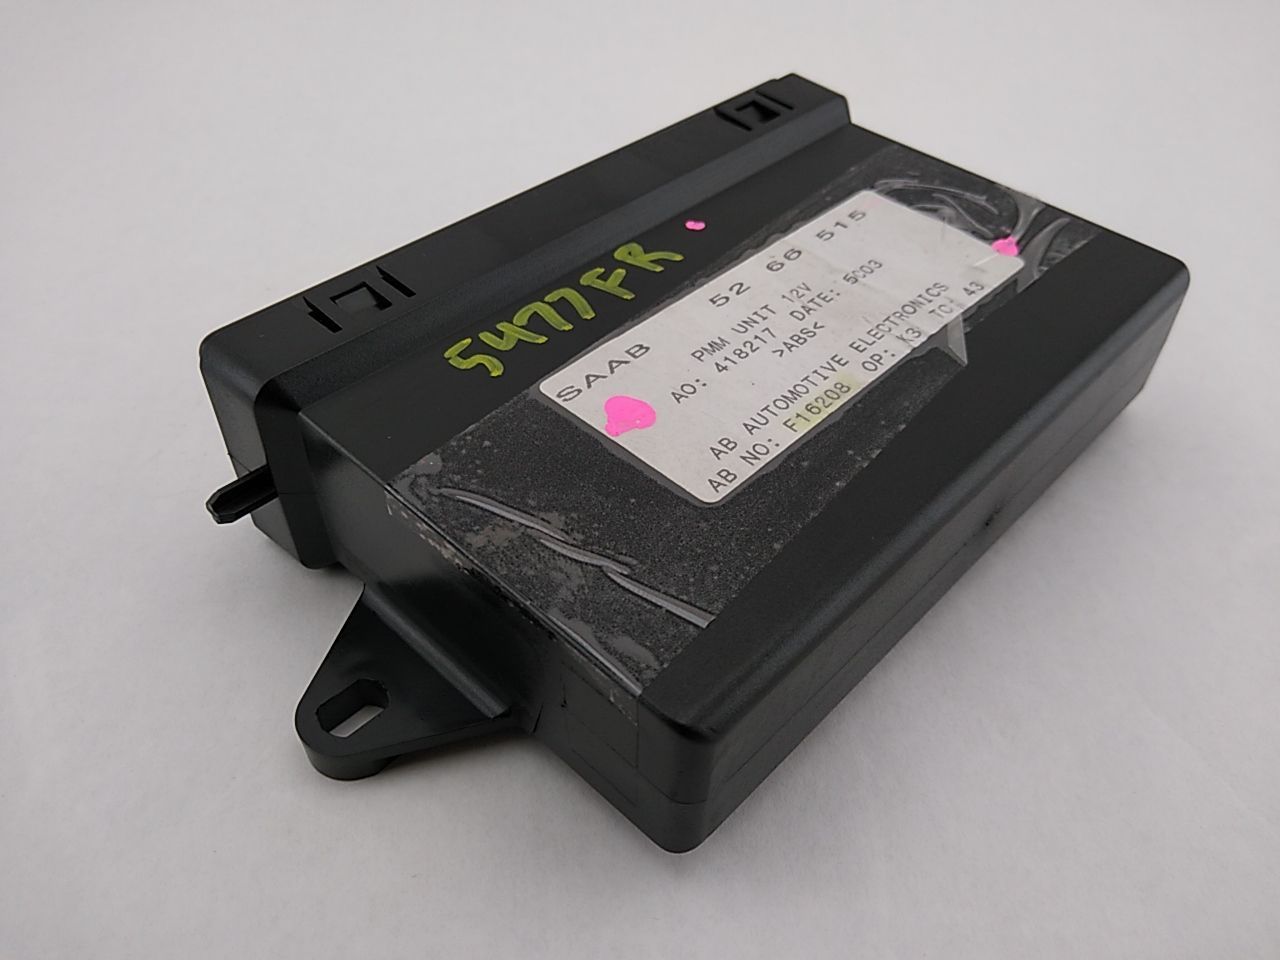 5477FR
SAAB 52 66 515
PMM UNIT 12V
AO: 418217 DATE: 5C03
>ABS<
AB AUTOMOTIVE ELECTRONICS
AB NO: F16208 OP: K3 TC: 43